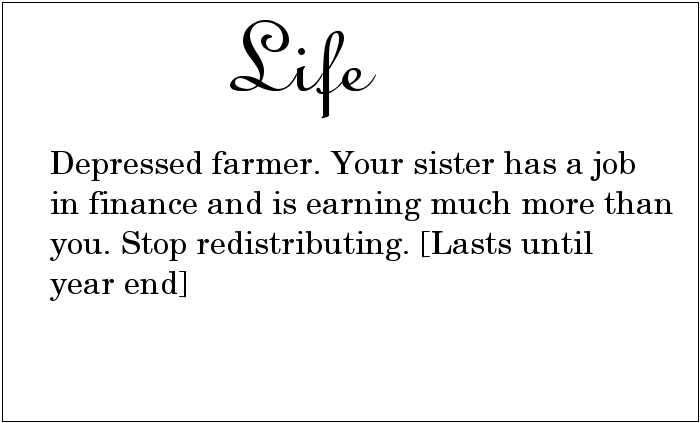 Life
Depressed farmer. Your sister has a job
in finance and is earning much more than
you. Stop redistributing. [Lasts until
year end]